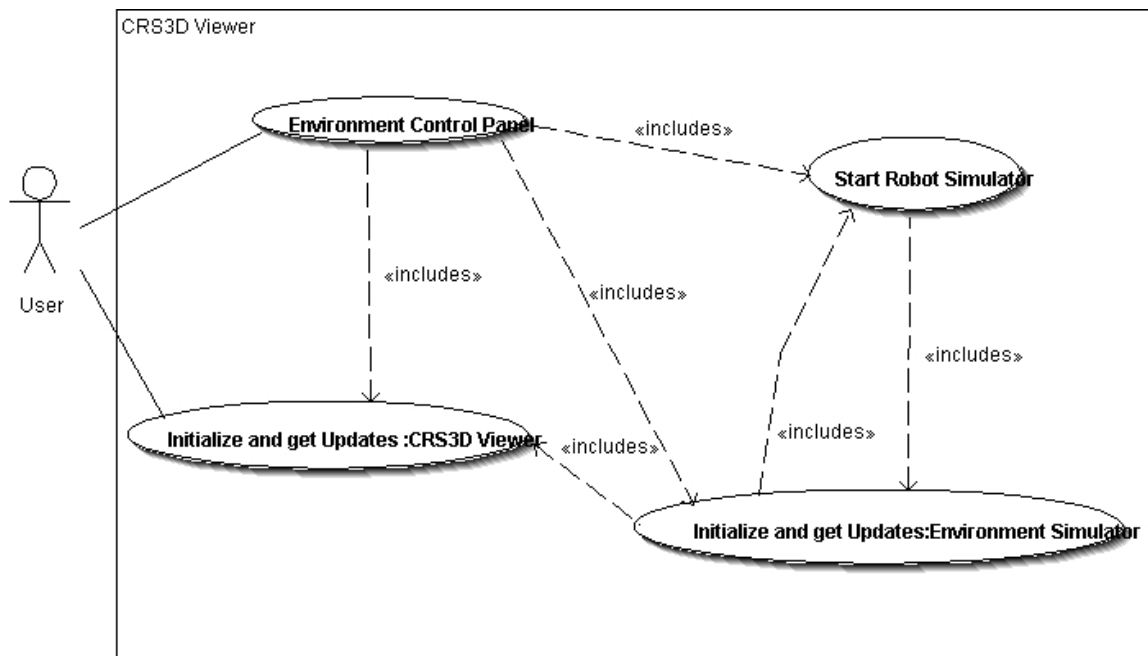 CRS3D Viewer
Environment Control Panel
«includes»
Start Robot Simulator
User
«includes»
«includes»
«includes»
Initialize and get Updates :CRS3D Viewer
«includes»
«includes»
Initialize and get Updates:Environment Simulator